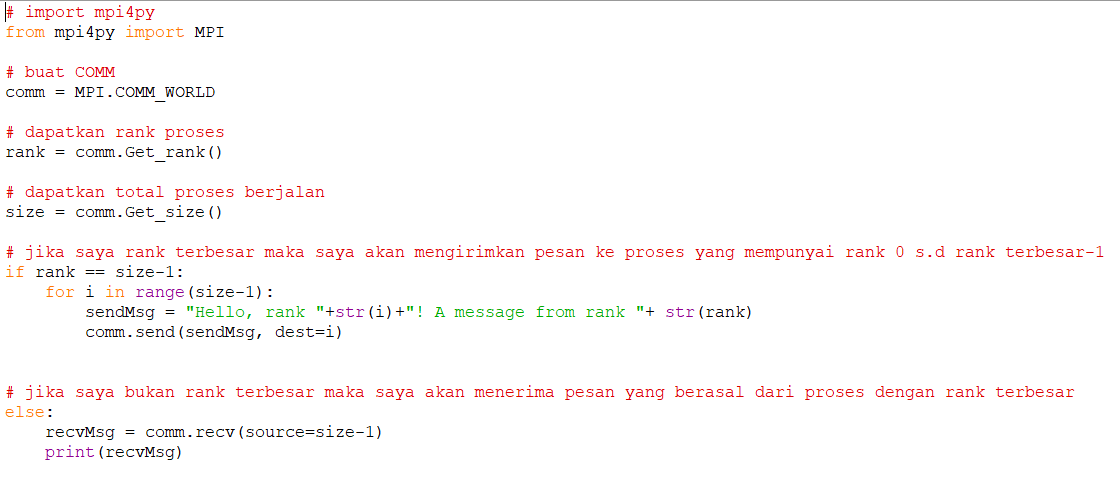 # import mpi4py
from mpi4py import MPI
# buat COMM
comm = MPI.COMM_WORLD
# dapatkan rank proses
rank = comm.Get_rank()
# dapatkan total proses berjalan
size = comm.Get_size()
# jika saya rank terbesar maka saya akan mengirimkan pesan ke proses yang mempunyai rank 0 s.d rank terbesar-1
if rank == size-1:
    for i in range(size-1):
        sendMsg = "Hello, rank "+str(i)+"! A message from rank "+ str(rank)
        comm.send(sendMsg, dest=i)
# jika saya bukan rank terbesar maka saya akan menerima pesan yang berasal dari proses dengan rank terbesar
else:
    recvMsg = comm.recv(source=size-1)
    print(recvMsg)